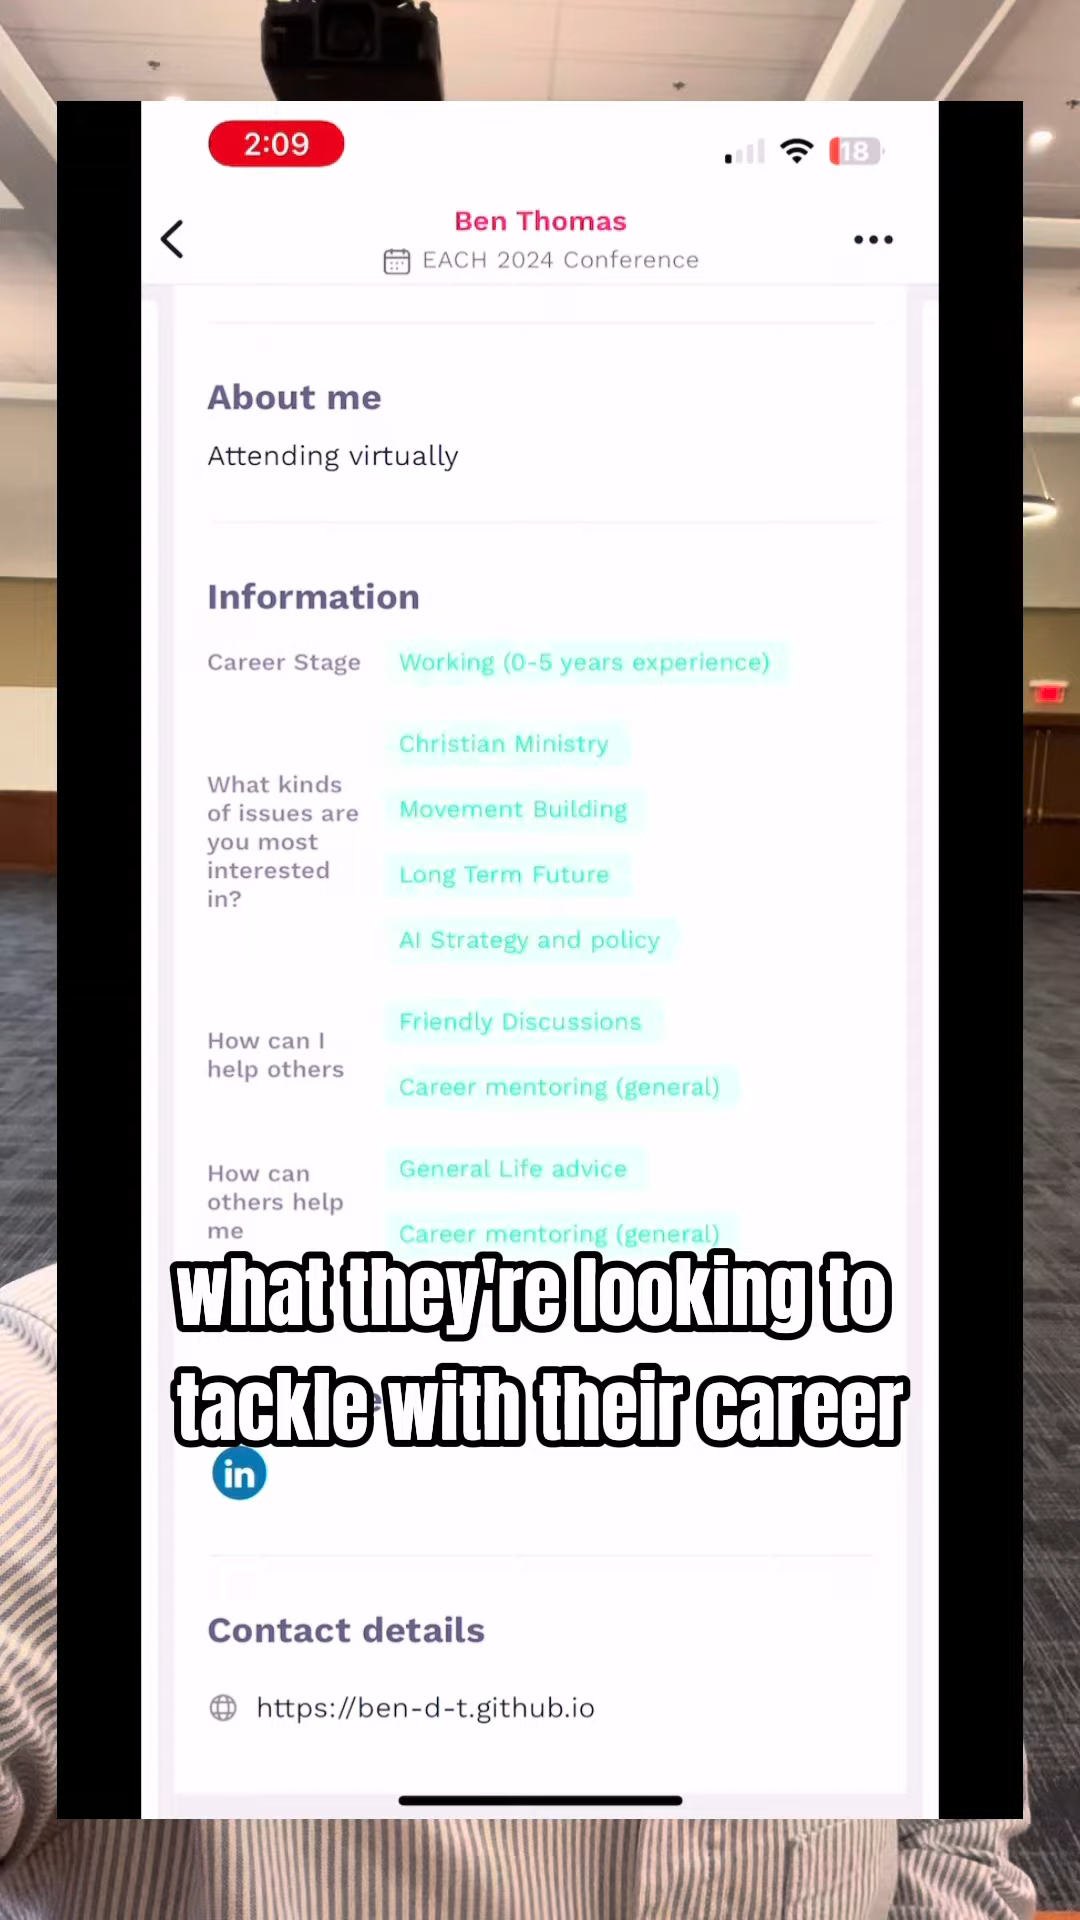 2:09
18
Ben Thomas
EACH 2024 Conference
About me
Attending virtually
Information
Career Stage
Working (0-5 years experience)
What kinds
of issues are
you most
interested
in?
Christian Ministry
Movement Building
Long Term Future
AI Strategy and policy
How can I
help others
Friendly Discussions
Career mentoring (general)
How can
others help
me
General Life advice
Career mentoring (general)
what they're looking to
tackle with their career
in
Contact details
https://ben-d-t.github.io